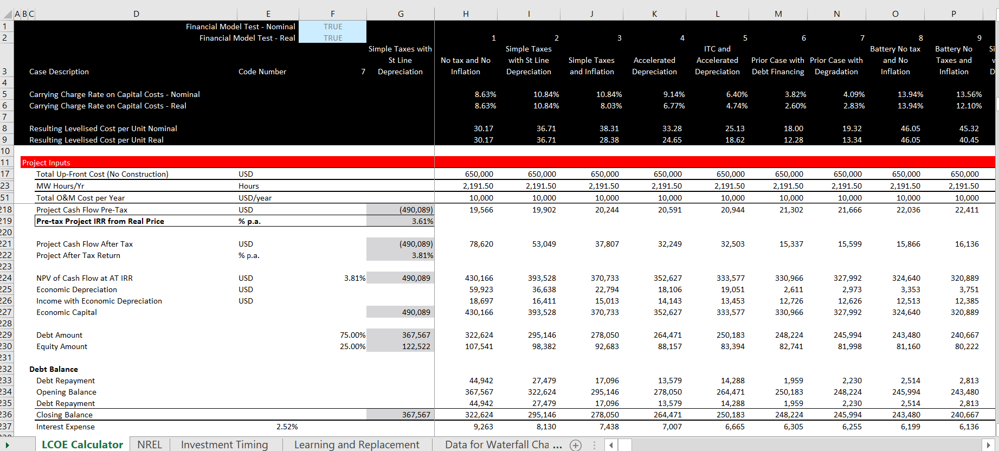 A B C D E F G H I J K L M N O P
1 Financial Model Test - Nominal TRUE
2 Financial Model Test - Real TRUE 1 2 3 4 5 6 7 8 9
Simple Taxes with Simple Taxes ITC and Battery No tax Battery No Si
St Line No tax and No with St Line Simple Taxes Accelerated Accelerated Prior Case with Prior Case with and No Taxes and
3 Case Description Code Number 7 Depreciation Inflation Depreciation and Inflation Depreciation Depreciation Debt Financing Degradation Inflation Inflation D
4
5 Carrying Charge Rate on Capital Costs - Nominal 8.63% 10.84% 10.84% 9.14% 6.40% 3.82% 4.09% 13.94% 13.56%
6 Carrying Charge Rate on Capital Costs - Real 8.63% 10.84% 8.03% 6.77% 4.74% 2.60% 2.83% 13.94% 12.10%
7
8 Resulting Levelised Cost per Unit Nominal 30.17 36.71 38.31 33.28 25.13 18.00 19.32 46.05 45.32
9 Resulting Levelised Cost per Unit Real 30.17 36.71 28.38 24.65 18.62 12.28 13.34 46.05 40.45
10
11 Project Inputs
17 Total Up-Front Cost (No Construction) USD 650,000 650,000 650,000 650,000 650,000 650,000 650,000 650,000 650,000
23 MW Hours/Yr Hours 2,191.50 2,191.50 2,191.50 2,191.50 2,191.50 2,191.50 2,191.50 2,191.50 2,191.50
51 Total O&M Cost per Year USD/year 10,000 10,000 10,000 10,000 10,000 10,000 10,000 10,000 10,000
218 Project Cash Flow Pre-Tax USD (490,089) 19,566 19,902 20,244 20,591 20,944 21,302 21,666 22,036 22,411
219 Pre-tax Project IRR from Real Price % p.a. 3.61%
220
221 Project Cash Flow After Tax USD (490,089) 78,620 53,049 37,807 32,249 32,503 15,337 15,599 15,866 16,136
222 Project After Tax Return % p.a. 3.81%
223
224 NPV of Cash Flow at AT IRR USD 3.81% 490,089 430,166 393,528 370,733 352,627 333,577 330,966 327,992 324,640 320,889
225 Economic Depreciation USD 59,923 36,638 22,794 18,106 19,051 2,611 2,973 3,353 3,751
226 Income with Economic Depreciation USD 18,697 16,411 15,013 14,143 13,453 12,726 12,626 12,513 12,385
227 Economic Capital 490,089 430,166 393,528 370,733 352,627 333,577 330,966 327,992 324,640 320,889
228
229 Debt Amount 75.00% 367,567 322,624 295,146 278,050 264,471 250,183 248,224 245,994 243,480 240,667
230 Equity Amount 25.00% 122,522 107,541 98,382 92,683 88,157 83,394 82,741 81,998 81,160 80,222
231
232 Debt Balance
233 Debt Repayment 44,942 27,479 17,096 13,579 14,288 1,959 2,230 2,514 2,813
234 Opening Balance 367,567 322,624 295,146 278,050 264,471 250,183 248,224 245,994 243,480
235 Debt Repayment 44,942 27,479 17,096 13,579 14,288 1,959 2,230 2,514 2,813
236 Closing Balance 367,567 322,624 295,146 278,050 264,471 250,183 248,224 245,994 243,480 240,667
237 Interest Expense 2.52% 9,263 8,130 7,438 7,007 6,665 6,305 6,255 6,199 6,136
LCOE Calculator NREL Investment Timing Learning and Replacement Data for Waterfall Cha ...